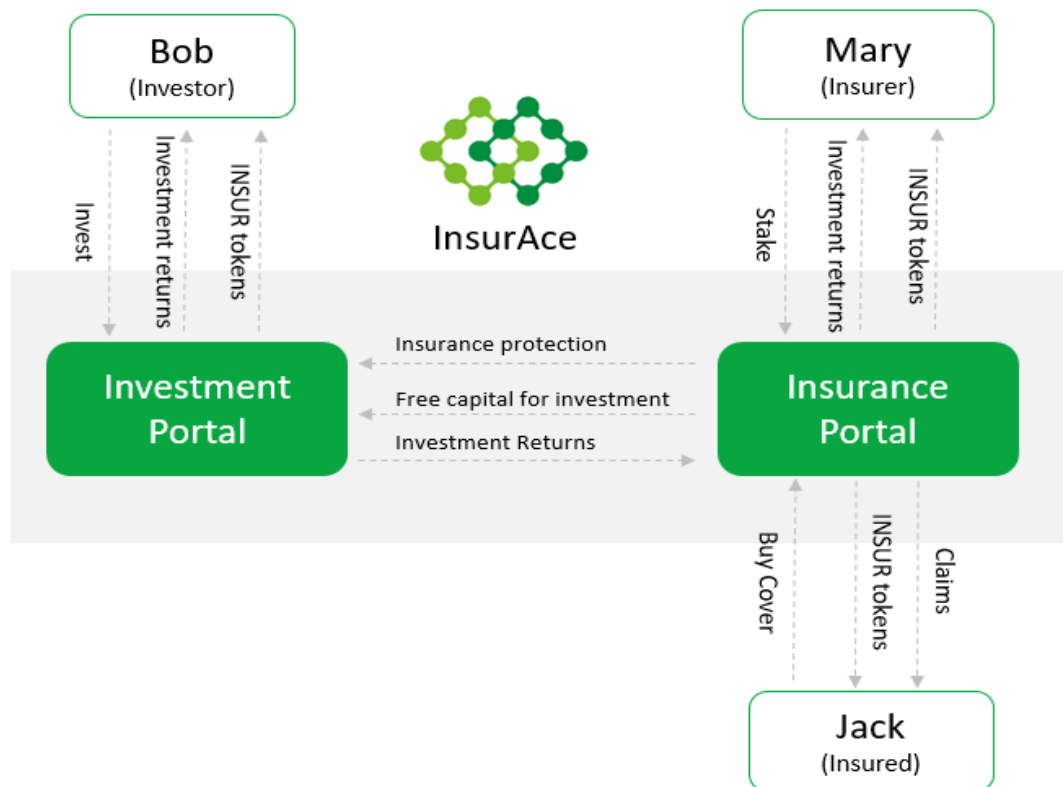 Bob
(Investor)
Mary
(Insurer)
InsurAce
Invest
Investment returns
INSUR tokens
Stake
Investment returns
INSUR tokens
Investment
Portal
Insurance protection
Free capital for investment
Investment Returns
Insurance
Portal
Buy Cover
INSUR tokens
Claims
Jack
(Insured)